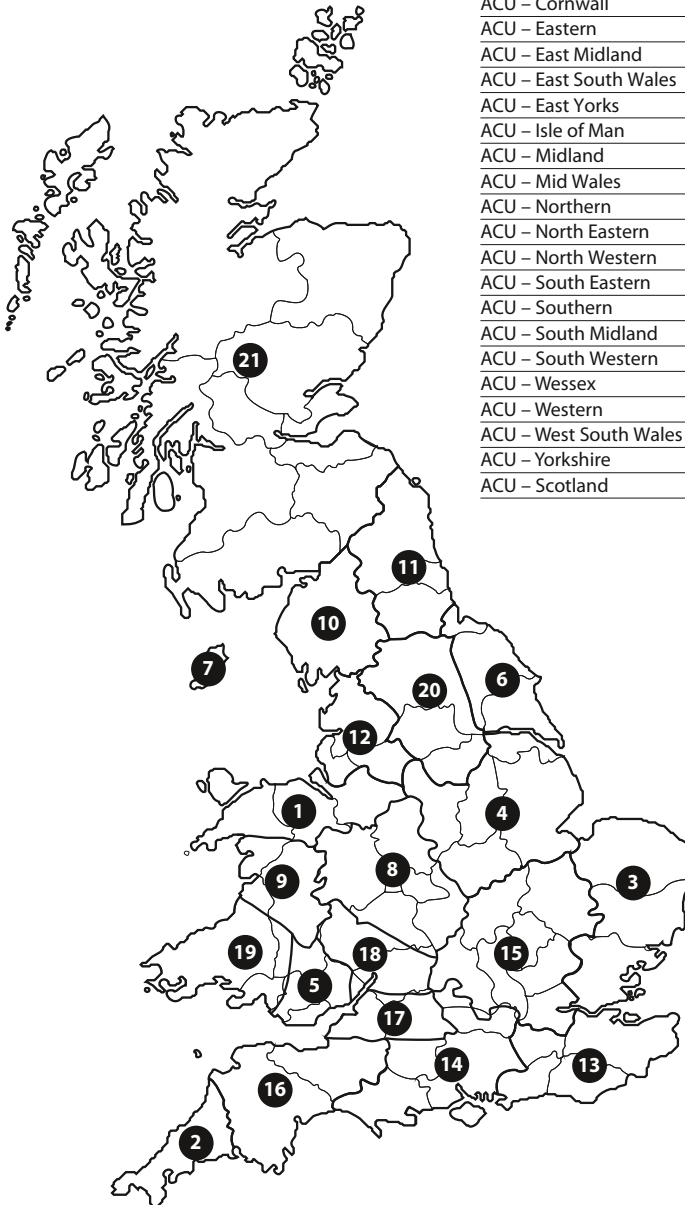 ACU – Cornwall
ACU – Eastern
ACU – East Midland
ACU – East South Wales
ACU – East Yorks
ACU – Isle of Man
ACU – Midland
ACU – Mid Wales
ACU – Northern
ACU – North Eastern
ACU – North Western
ACU – South Eastern
ACU – Southern
ACU – South Midland
ACU – South Western
ACU – Wessex
ACU – Western
ACU – West South Wales
ACU – Yorkshire
ACU – Scotland
21
11
10
7
6
20
12
1
4
8
3
9
19
18
15
5
17
14
13
16
2